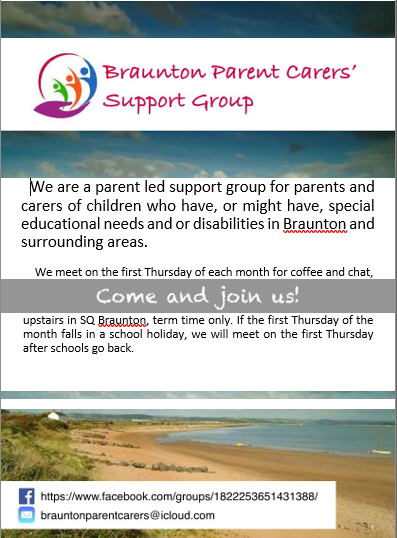 Braunton Parent Carers’
Support Group
We are a parent led support group for parents and
carers of children who have, or might have, special
educational needs and or disabilities in Braunton and
surrounding areas.
We meet on the first Thursday of each month for coffee and chat,
Come and join us!
upstairs in SQ Braunton, term time only. If the first Thursday of the
month falls in a school holiday, we will meet on the first Thursday
after schools go back.
https://www.facebook.com/groups/1822253651431388/
brauntonparentcarers@icloud.com